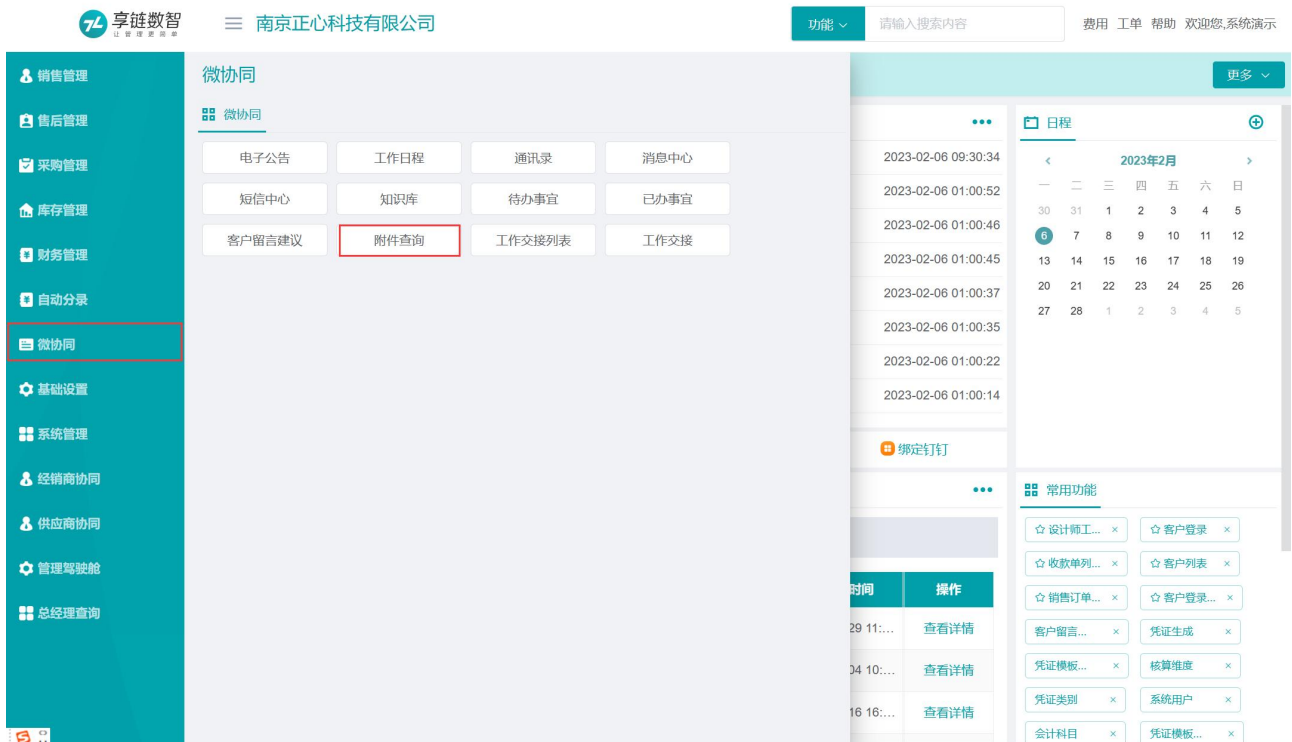 享链数智
让管理更简单
南京正心科技有限公司
功能
请输入搜索内容
费用 工单 帮助 欢迎您,系统演示
销售管理
售后管理
采购管理
库存管理
财务管理
自动分录
微协同
基础设置
系统管理
经销商协同
供应商协同
管理驾驶舱
总经理查询
微协同
微协同
电子公告 工作日程 通讯录 消息中心
短信中心 知识库 待办事宜 已办事宜
客户留言建议 附件查询 工作交接列表 工作交接
更多
2023-02-06 09:30:34
2023-02-06 01:00:52
2023-02-06 01:00:46
2023-02-06 01:00:45
2023-02-06 01:00:37
2023-02-06 01:00:35
2023-02-06 01:00:22
2023-02-06 01:00:14
绑定钉钉
时间 操作
29 11:... 查看详情
04 10:... 查看详情
16 16:... 查看详情
日程
2023年2月
一 二 三 四 五 六 日
30 31 1 2 3 4 5
6 7 8 9 10 11 12
13 14 15 16 17 18 19
20 21 22 23 24 25 26
27 28 1 2 3 4 5
常用功能
设计师工... × 客户登录 ×
收款单列... × 客户列表 ×
销售订单... × 客户登录... ×
客户留言... × 凭证生成 ×
凭证模板... × 核算维度 ×
凭证类别 × 系统用户 ×
会计科目 × 凭证模板... ×